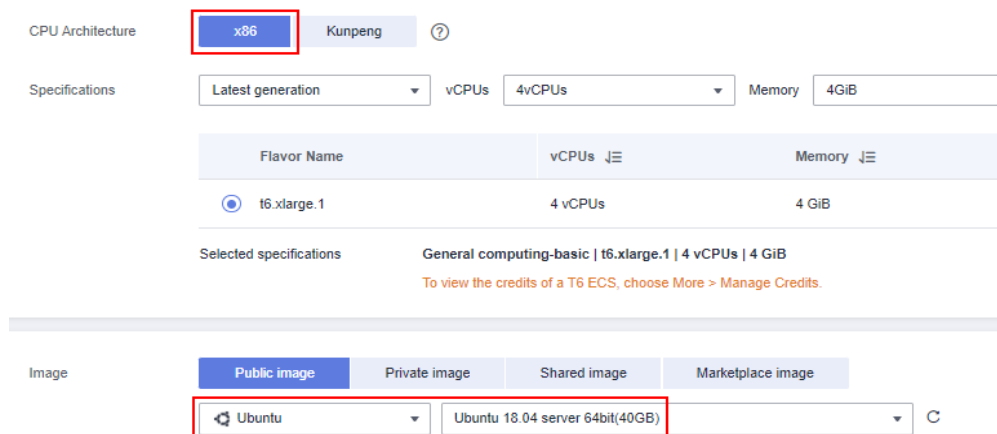 CPU Architecture x86 Kunpeng ?
Specifications Latest generation vCPUs 4vCPUs Memory 4GiB
Flavor Name vCPUs Memory
t6.xlarge.1 4 vCPUs 4 GiB
Selected specifications General computing-basic | t6.xlarge.1 | 4 vCPUs | 4 GiB
To view the credits of a T6 ECS, choose More > Manage Credits.
Image Public image Private image Shared image Marketplace image
Ubuntu Ubuntu 18.04 server 64bit(40GB)